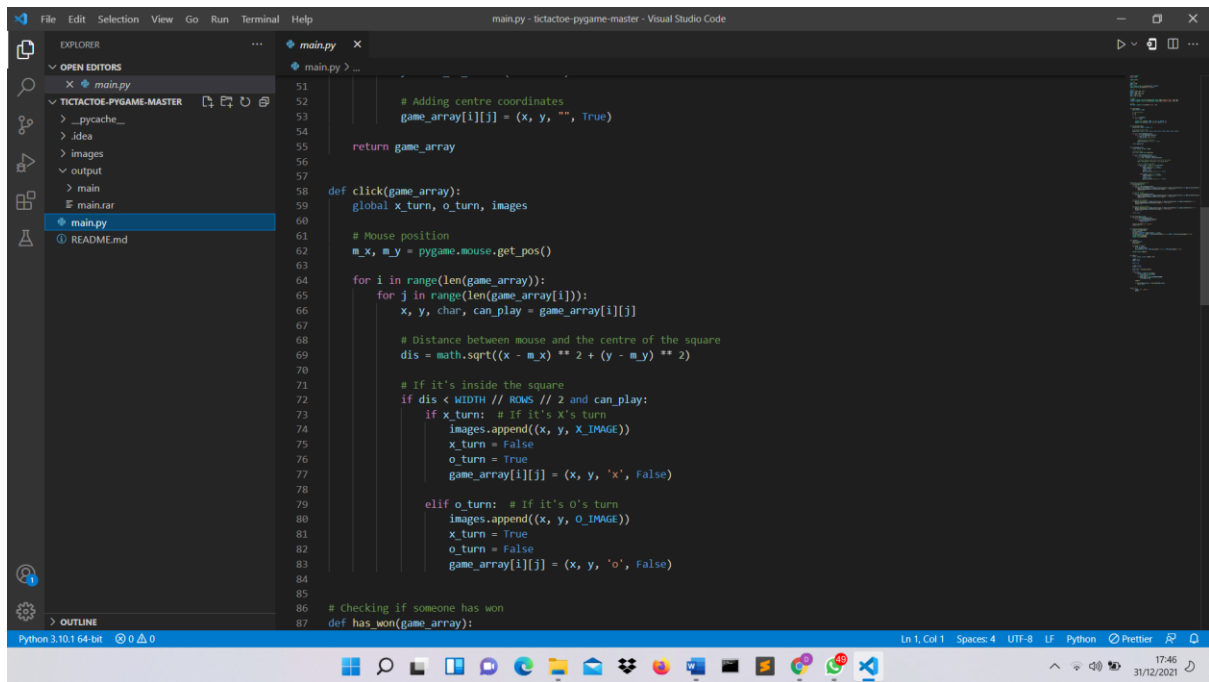 File Edit Selection View Go Run Terminal Help main.py - tictactoe-pygame-master - Visual Studio Code
EXPLORER
OPEN EDITORS
main.py
TICTACTOE-PYGAME-MASTER
__pycache__
.idea
images
output
main
main.rar
main.py
README.md
OUTLINE
main.py
main.py > ...
51
52 # Adding centre coordinates
53 game_array[i][j] = (x, y, "", True)
54
55 return game_array
56
57
58 def click(game_array):
59 global x_turn, o_turn, images
60
61 # Mouse position
62 m_x, m_y = pygame.mouse.get_pos()
63
64 for i in range(len(game_array)):
65 for j in range(len(game_array[i])):
66 x, y, char, can_play = game_array[i][j]
67
68 # Distance between mouse and the centre of the square
69 dis = math.sqrt((x - m_x) ** 2 + (y - m_y) ** 2)
70
71 # If it's inside the square
72 if dis < WIDTH // ROWS // 2 and can_play:
73 if x_turn: # If it's X's turn
74 images.append((x, y, X_IMAGE))
75 x_turn = False
76 o_turn = True
77 game_array[i][j] = (x, y, 'x', False)
78
79 elif o_turn: # If it's O's turn
80 images.append((x, y, O_IMAGE))
81 x_turn = True
82 o_turn = False
83 game_array[i][j] = (x, y, 'o', False)
84
85
86 # Checking if someone has won
87 def has_won(game_array):
1
Python 3.10.1 64-bit 0 0 Ln 1, Col 1 Spaces: 4 UTF-8 LF Python Prettier
49
17:46
31/12/2021